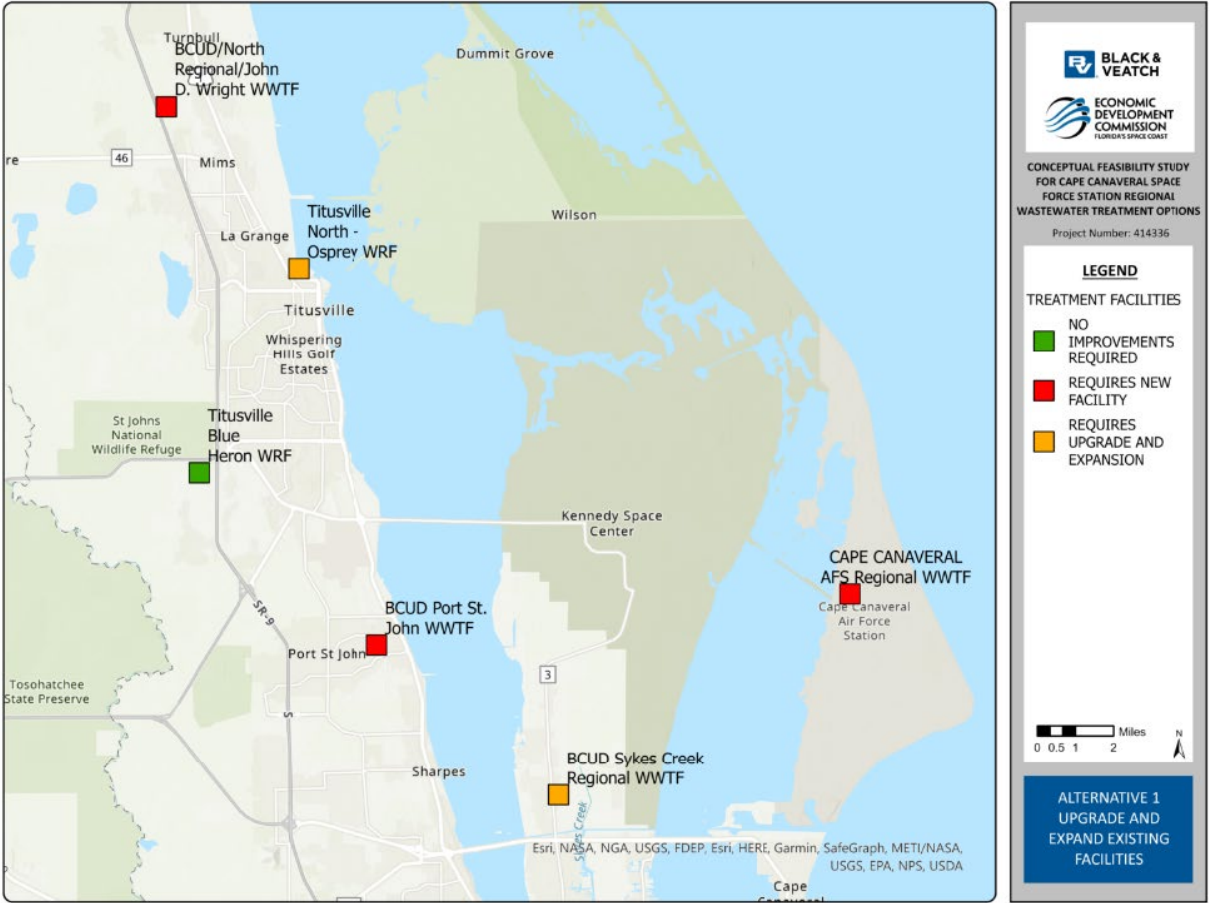 Turnbull
BCUD/North
Regional/John
D. Wright WWTF
Dummit Grove
re
46
Mims
Titusville
North -
Osprey WRF
Wilson
La Grange
Titusville
Whispering
Hills Golf
Estates
Titusville
Blue
Heron WRF
St Johns
National
Wildlife Refuge
Kennedy Space
Center
CAPE CANAVERAL
AFS Regional WWTF
Cape Canaveral
Air Force
Station
SR-9
BCUD Port St.
John WWTF
Port St John
3
Tosohatchee
State Preserve
S
BCUD Sykes Creek
Regional WWTF
Sharpes
Sykes Creek
Esri, NASA, NGA, USGS, FDEP, Esri, HERE, Garmin, SafeGraph, METI/NASA,
USGS, EPA, NPS, USDA
Cape
Canaveral
BV
BLACK &
VEATCH
ECONOMIC
DEVELOPMENT
COMMISSION
FLORIDA'S SPACE COAST
CONCEPTUAL FEASIBILITY STUDY
FOR CAPE CANAVERAL SPACE
FORCE STATION REGIONAL
WASTEWATER TREATMENT OPTIONS
Project Number: 414336
LEGEND
TREATMENT FACILITIES
NO
IMPROVEMENTS
REQUIRED
REQUIRES NEW
FACILITY
REQUIRES
UPGRADE AND
EXPANSION
Miles
0 0.5 1 2
N
ALTERNATIVE 1
UPGRADE AND
EXPAND EXISTING
FACILITIES